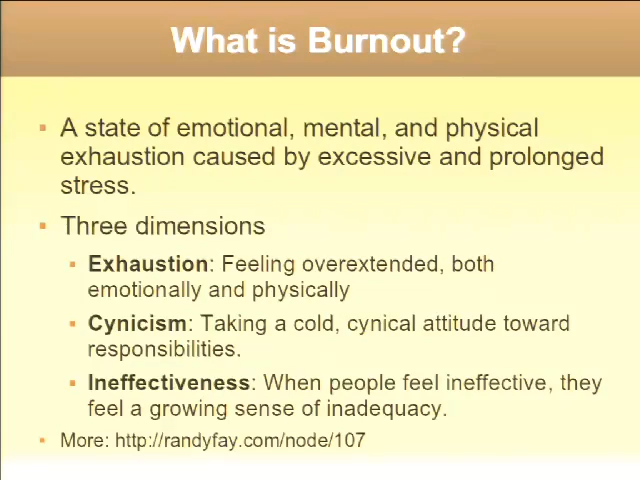 What is Burnout?
A state of emotional, mental, and physical
exhaustion caused by excessive and prolonged
stress.
Three dimensions
Exhaustion: Feeling overextended, both
emotionally and physically
Cynicism: Taking a cold, cynical attitude toward
responsibilities.
Ineffectiveness: When people feel ineffective, they
feel a growing sense of inadequacy.
More: http://randyfay.com/node/107